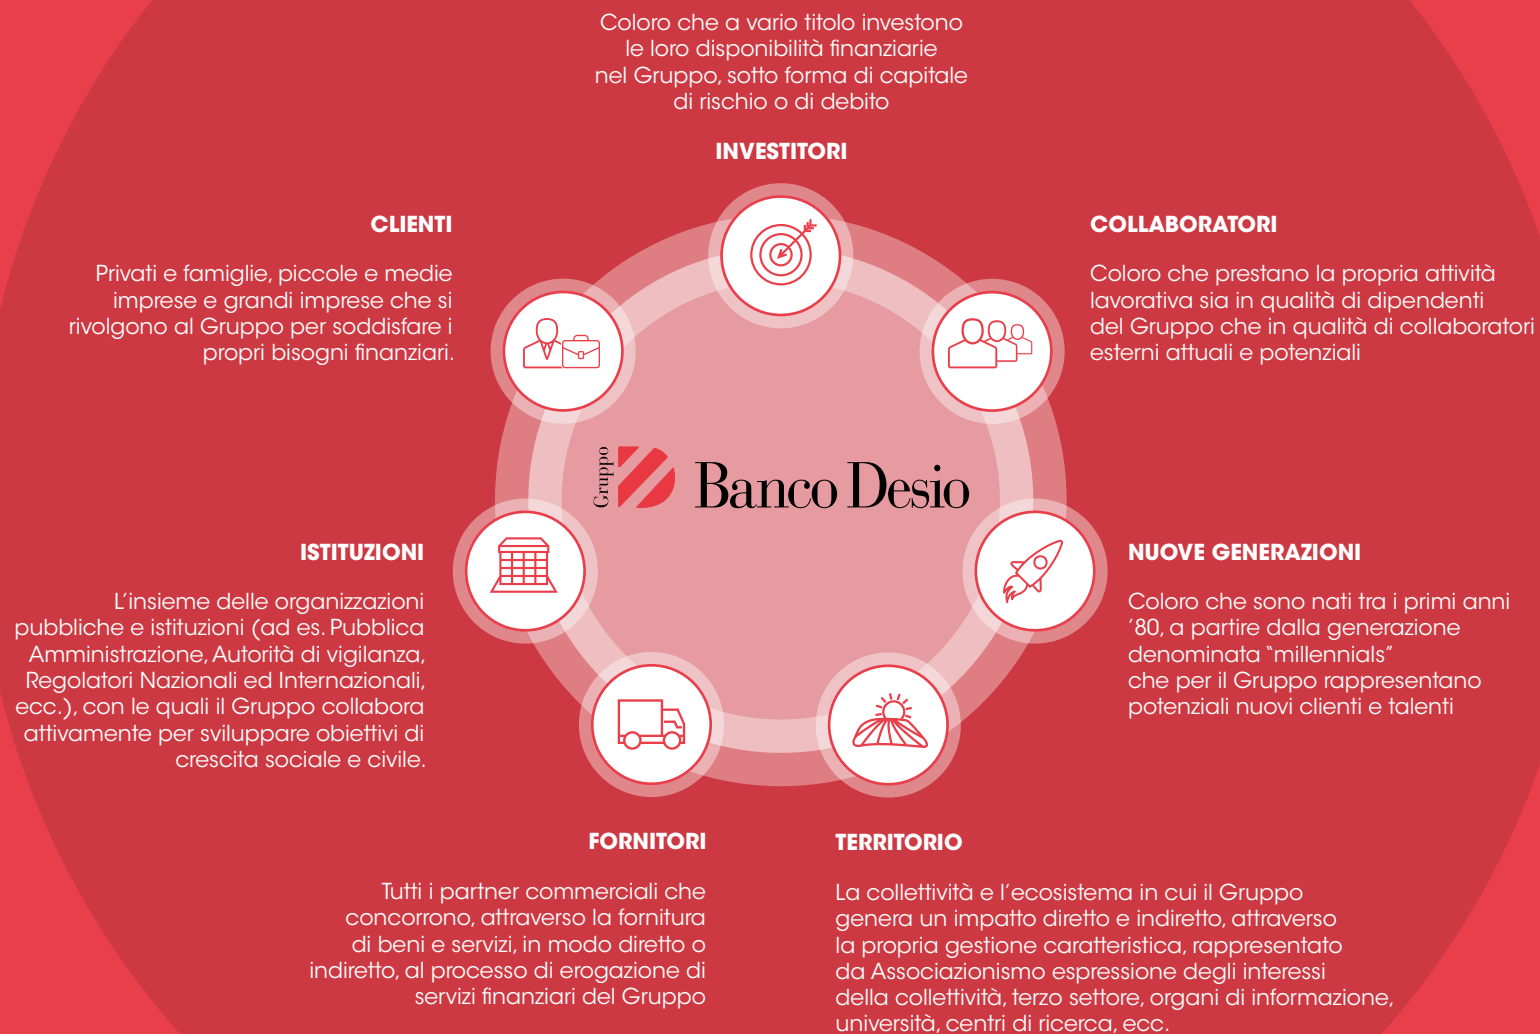 Coloro che a vario titolo investono
le loro disponibilità finanziarie
nel Gruppo, sotto forma di capitale
di rischio o di debito
INVESTITORI
CLIENTI
Privati e famiglie, piccole e medie
imprese e grandi imprese che si
rivolgono al Gruppo per soddisfare i
propri bisogni finanziari.
COLLABORATORI
Coloro che prestano la propria attività
lavorativa sia in qualità di dipendenti
del Gruppo che in qualità di collaboratori
esterni attuali e potenziali
Gruppo
Banco Desio
ISTITUZIONI
L'insieme delle organizzazioni
pubbliche e istituzioni (ad es. Pubblica
Amministrazione, Autorità di vigilanza,
Regolatori Nazionali ed Internazionali,
ecc.), con le quali il Gruppo collabora
attivamente per sviluppare obiettivi di
crescita sociale e civile.
NUOVE GENERAZIONI
Coloro che sono nati tra i primi anni
'80, a partire dalla generazione
denominata "millennials"
che per il Gruppo rappresentano
potenziali nuovi clienti e talenti
FORNITORI
Tutti i partner commerciali che
concorrono, attraverso la fornitura
di beni e servizi, in modo diretto o
indiretto, al processo di erogazione di
servizi finanziari del Gruppo
TERRITORIO
La collettività e l'ecosistema in cui il Gruppo
genera un impatto diretto e indiretto, attraverso
la propria gestione caratteristica, rappresentato
da Associazionismo espressione degli interessi
della collettività, terzo settore, organi di informazione,
università, centri di ricerca, ecc.